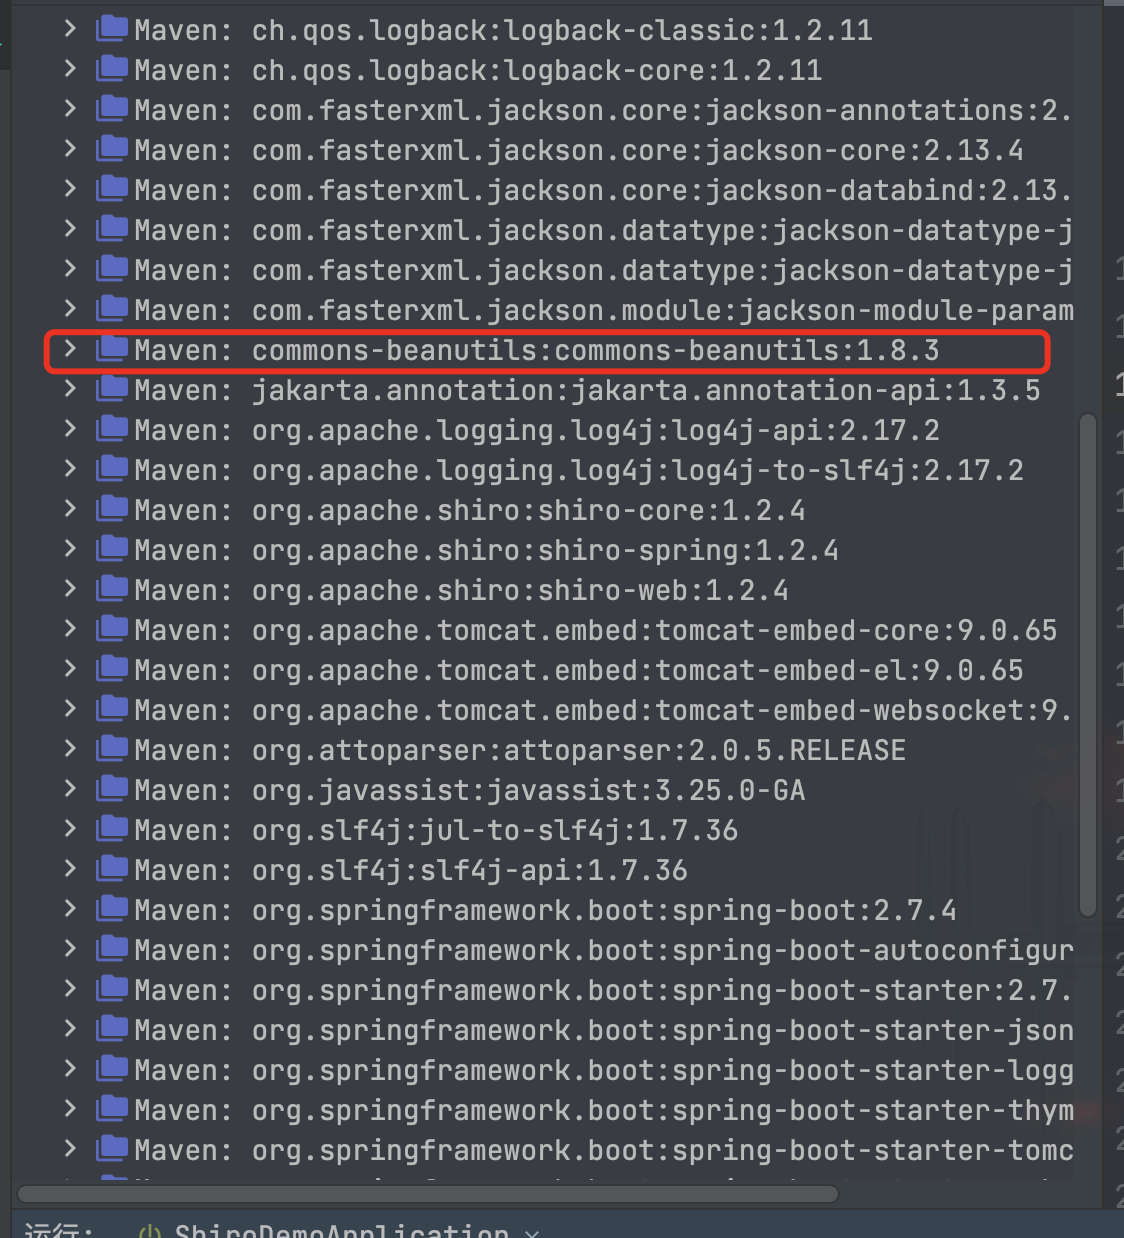 Maven: ch.qos.logback:logback-classic:1.2.11
Maven: ch.qos.logback:logback-core:1.2.11
Maven: com.fasterxml.jackson.core:jackson-annotations:2.
Maven: com.fasterxml.jackson.core:jackson-core:2.13.4
Maven: com.fasterxml.jackson.core:jackson-databind:2.13.
Maven: com.fasterxml.jackson.datatype:jackson-datatype-j
Maven: com.fasterxml.jackson.datatype:jackson-datatype-j
Maven: com.fasterxml.jackson.module:jackson-module-param
Maven: commons-beanutils:commons-beanutils:1.8.3
Maven: jakarta.annotation:jakarta.annotation-api:1.3.5
Maven: org.apache.logging.log4j:log4j-api:2.17.2
Maven: org.apache.logging.log4j:log4j-to-slf4j:2.17.2
Maven: org.apache.shiro:shiro-core:1.2.4
Maven: org.apache.shiro:shiro-spring:1.2.4
Maven: org.apache.shiro:shiro-web:1.2.4
Maven: org.apache.tomcat.embed:tomcat-embed-core:9.0.65
Maven: org.apache.tomcat.embed:tomcat-embed-el:9.0.65
Maven: org.apache.tomcat.embed:tomcat-embed-websocket:9.
Maven: org.attoparser:attoparser:2.0.5.RELEASE
Maven: org.javassist:javassist:3.25.0-GA
Maven: org.slf4j:jul-to-slf4j:1.7.36
Maven: org.slf4j:slf4j-api:1.7.36
Maven: org.springframework.boot:spring-boot:2.7.4
Maven: org.springframework.boot:spring-boot-autoconfigur
Maven: org.springframework.boot:spring-boot-starter:2.7.
Maven: org.springframework.boot:spring-boot-starter-json
Maven: org.springframework.boot:spring-boot-starter-logg
Maven: org.springframework.boot:spring-boot-starter-thym
Maven: org.springframework.boot:spring-boot-starter-tomc
运行: ShiroDemoApplication